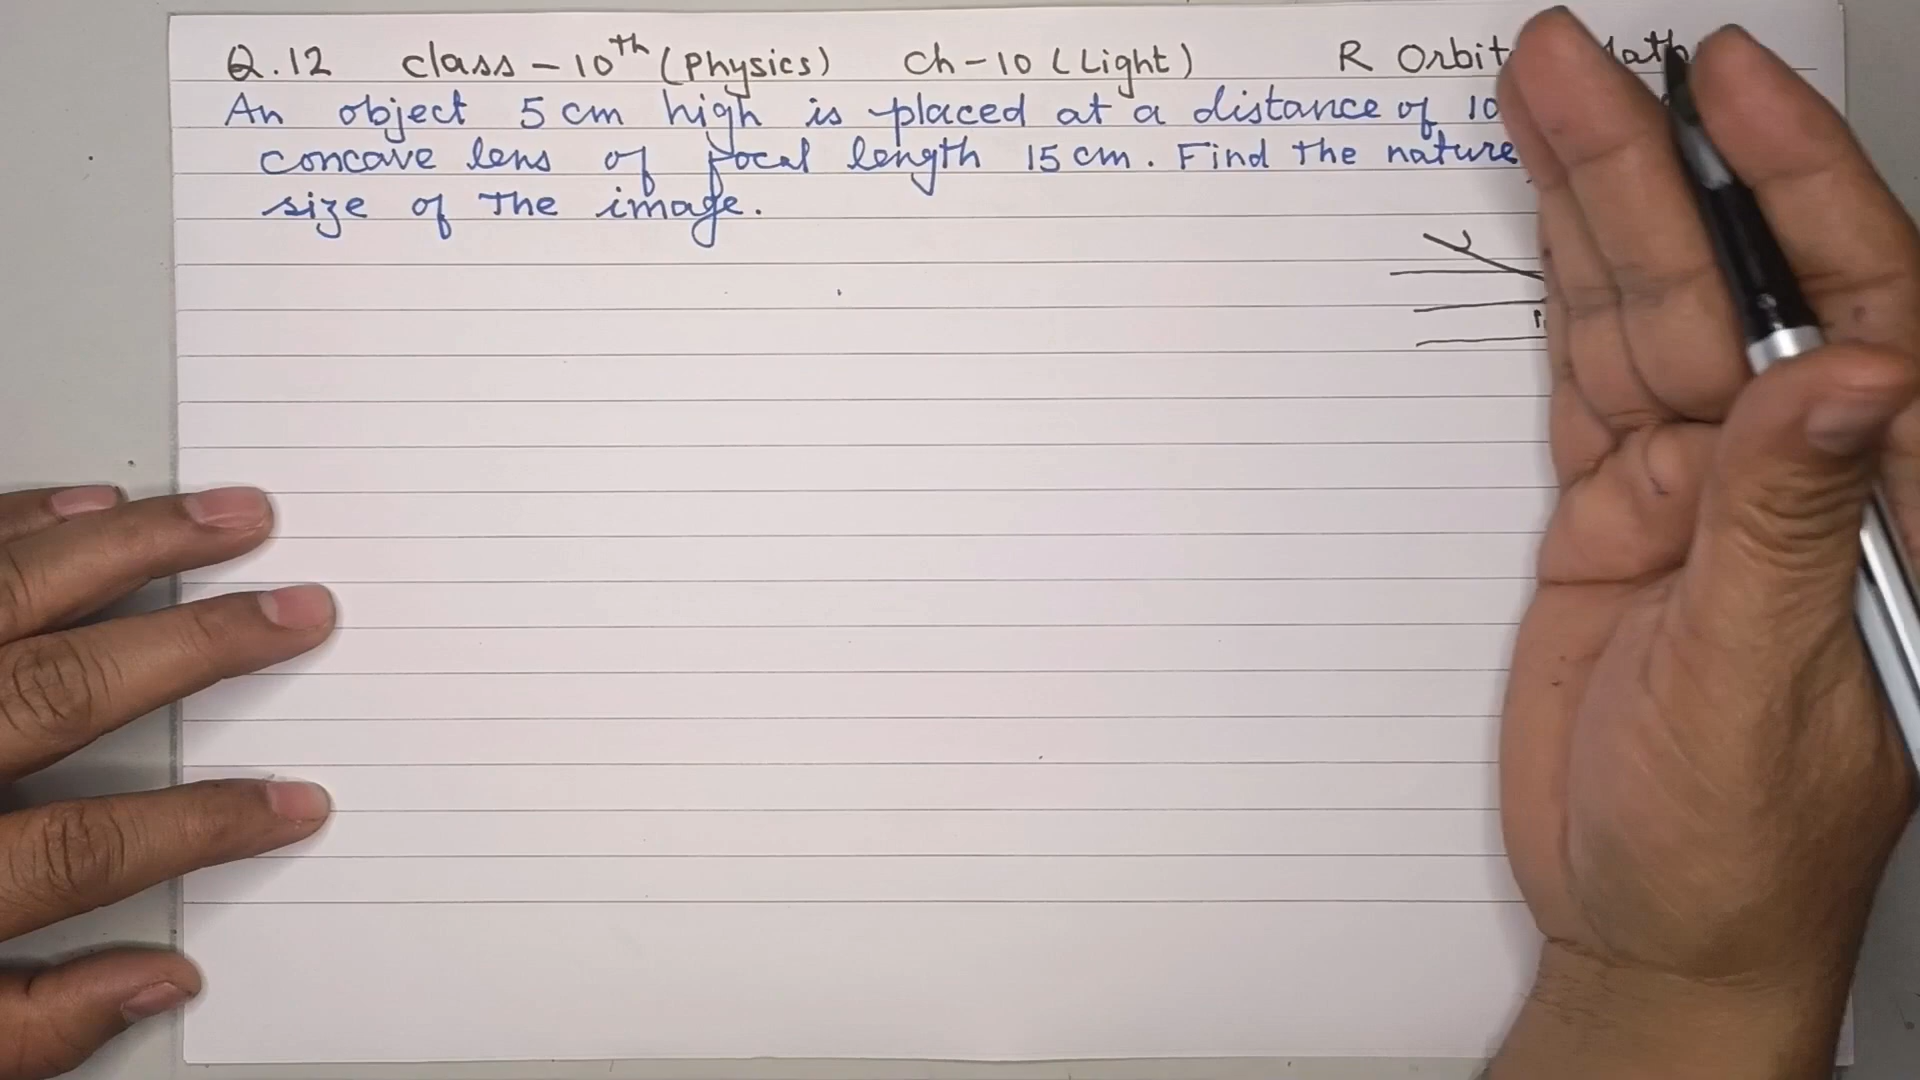 Q.12 class - 10th (Physics) Ch - 10 (Light) R Orbit
An object 5 cm high is placed at a distance of 10
concave lens of focal length 15 cm. Find the nature,
size of the image.